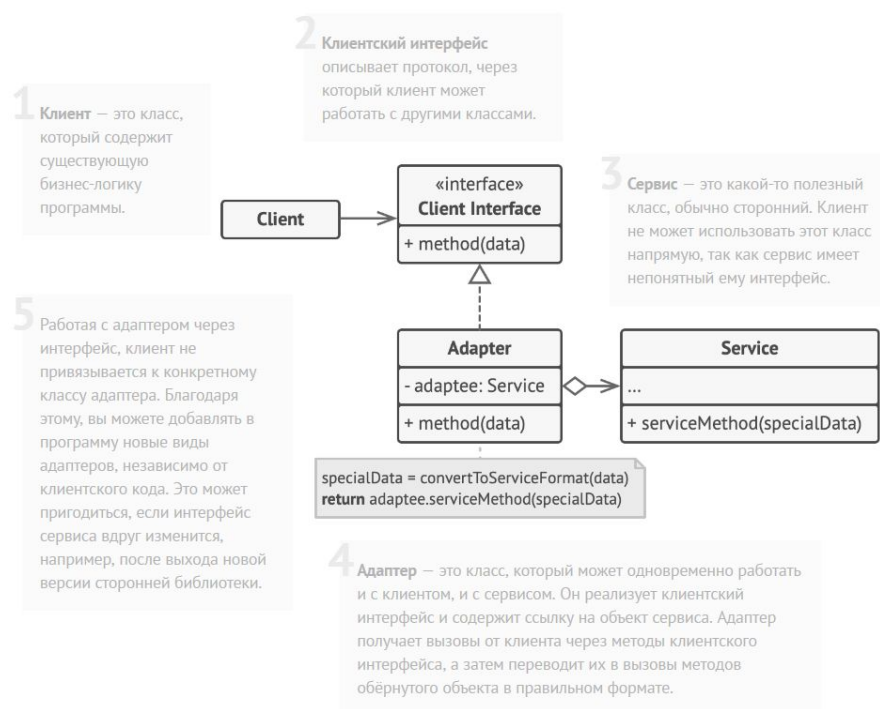 2
Клиентский интерфейс
описывает протокол, через
который клиент может
работать с другими классами.
1
Клиент — это класс,
который содержит
существующую
бизнес-логику
программы.
Client
«interface»
Client Interface
+ method(data)
3
Сервис — это какой-то полезный
класс, обычно сторонний. Клиент
не может использовать этот класс
напрямую, так как сервис имеет
непонятный ему интерфейс.
5
Работая с адаптером через
интерфейс, клиент не
привязывается к конкретному
классу адаптера. Благодаря
этому, вы можете добавлять в
программу новые виды
адаптеров, независимо от
клиентского кода. Это может
пригодиться, если интерфейс
сервиса вдруг изменится,
например, после выхода новой
версии сторонней библиотеки.
Adapter
- adaptee: Service
+ method(data)
Service
...
+ serviceMethod(specialData)
specialData = convertToServiceFormat(data)
return adaptee.serviceMethod(specialData)
4
Адаптер — это класс, который может одновременно работать
и с клиентом, и с сервисом. Он реализует клиентский
интерфейс и содержит ссылку на объект сервиса. Адаптер
получает вызовы от клиента через методы клиентского
интерфейса, а затем переводит их в вызовы методов
обёрнутого объекта в правильном формате.